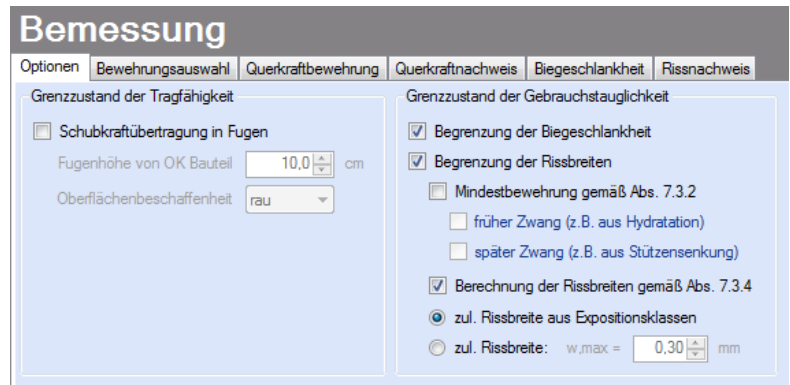 Bemessung
Optionen Bewehrungsauswahl Querkraftbewehrung Querkraftnachweis Biegeschlankheit Rissnachweis
Grenzzustand der Tragfähigkeit
Schubkraftübertragung in Fugen
Fugenhöhe von OK Bauteil 10,0 cm
Oberflächenbeschaffenheit rau
Grenzzustand der Gebrauchstauglichkeit
Begrenzung der Biegeschlankheit
Begrenzung der Rissbreiten
Mindestbewehrung gemäß Abs. 7.3.2
früher Zwang (z.B. aus Hydratation)
später Zwang (z.B. aus Stützensenkung)
Berechnung der Rissbreiten gemäß Abs. 7.3.4
zul. Rissbreite aus Expositionsklassen
zul. Rissbreite: w,max = 0,30 mm